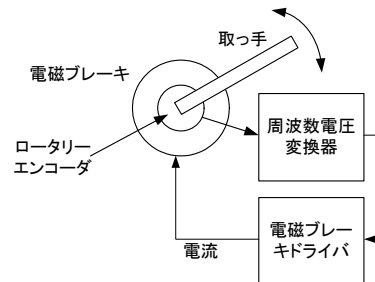 取っ手
電磁ブレーキ
周波数電圧
変換器
ロータリー
エンコーダ
電磁ブレー
キドライバ
電流